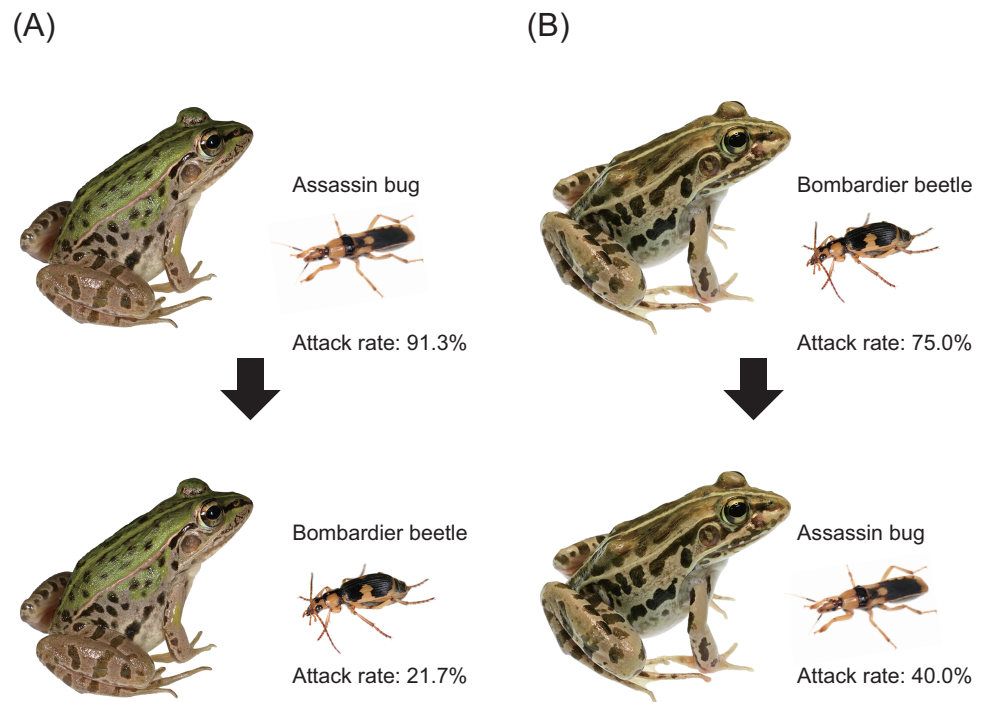 (A)
Assassin bug
Attack rate: 91.3%
Bombardier beetle
Attack rate: 21.7%
(B)
Bombardier beetle
Attack rate: 75.0%
Assassin bug
Attack rate: 40.0%